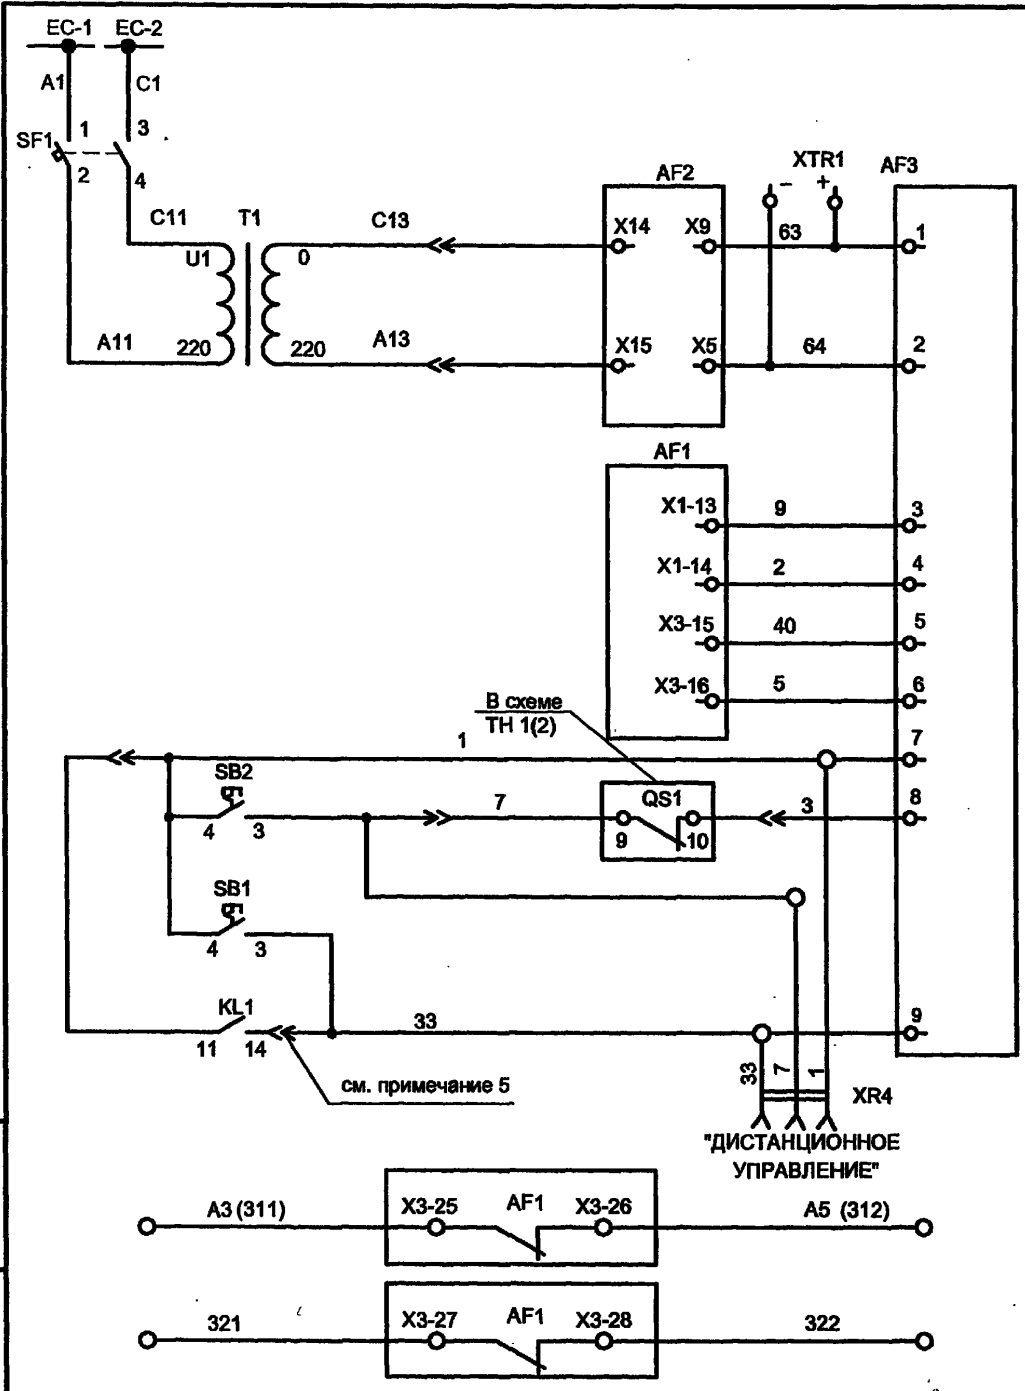 EC-1 EC-2
A1 C1
SF1 1 3
2 4
C11 T1 C13
U1 0
A11 220 220 A13
AF2 XTR1 AF3
- +
X14 X9 63 1
X15 X5 64 2
AF1
X1-13 9 3
X1-14 2 4
X3-15 40 5
X3-16 5 6
В схеме
ТН 1(2)
1 7
SB2 7 QS1 3 8
4 3 9 10
SB1
4 3
KL1 33 9
11 14
см. примечание 5
33 7 1 XR4
"ДИСТАНЦИОННОЕ
УПРАВЛЕНИЕ"
A3 (311) X3-25 AF1 X3-26 A5 (312)
321 X3-27 AF1 X3-28 322